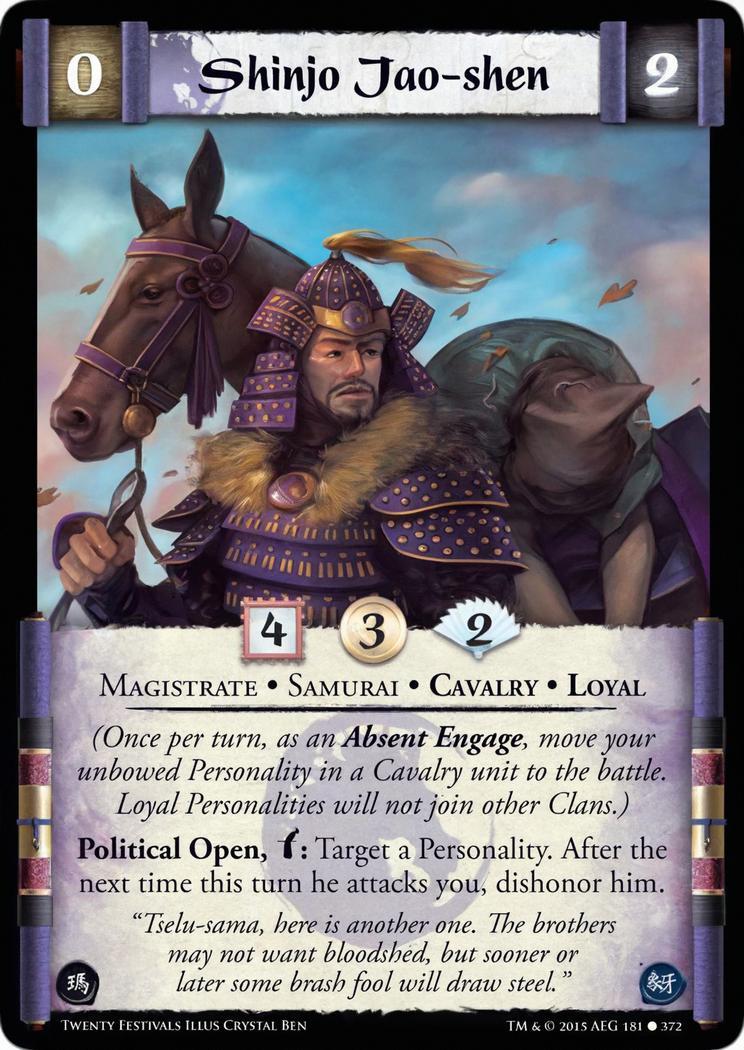 0 Shinjo Jao-shen 2
4 3 2
Magistrate • Samurai • Cavalry • Loyal
(Once per turn, as an Absent Engage, move your
unbowed Personality in a Cavalry unit to the battle.
Loyal Personalities will not join other Clans.)
Political Open, : Target a Personality. After the
next time this turn he attacks you, dishonor him.
“Tselu-sama, here is another one. The brothers
may not want bloodshed, but sooner or
later some brash fool will draw steel.”
瑪
象牙
Twenty Festivals Illus Crystal Ben
TM & © 2015 AEG 181 ● 372